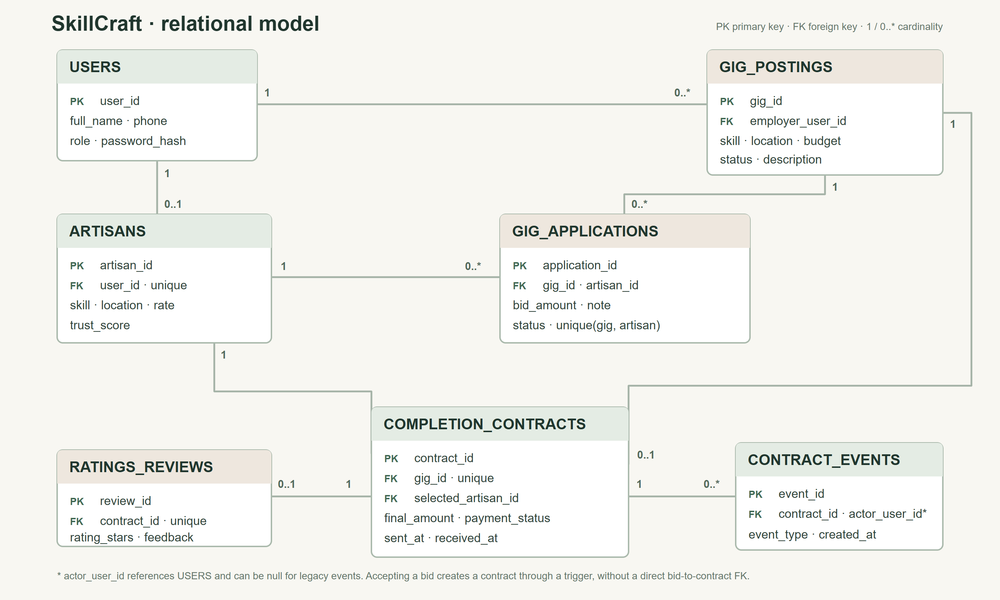 SkillCraft · relational model
PK primary key · FK foreign key · 1 / 0..* cardinality
USERS
PK user_id
full_name · phone
role · password_hash
1
0..*
GIG_POSTINGS
PK gig_id
FK employer_user_id
skill · location · budget
status · description
1
1
0..1
1
0..*
ARTISANS
PK artisan_id
FK user_id · unique
skill · location · rate
trust_score
1
0..*
GIG_APPLICATIONS
PK application_id
FK gig_id · artisan_id
bid_amount · note
status · unique(gig, artisan)
1
COMPLETION_CONTRACTS
PK contract_id
FK gig_id · unique
FK selected_artisan_id
final_amount · payment_status
sent_at · received_at
0..1
RATINGS_REVIEWS
PK review_id
FK contract_id · unique
rating_stars · feedback
0..1
1
1
0..*
CONTRACT_EVENTS
PK event_id
FK contract_id · actor_user_id*
event_type · created_at
* actor_user_id references USERS and can be null for legacy events. Accepting a bid creates a contract through a trigger, without a direct bid-to-contract FK.